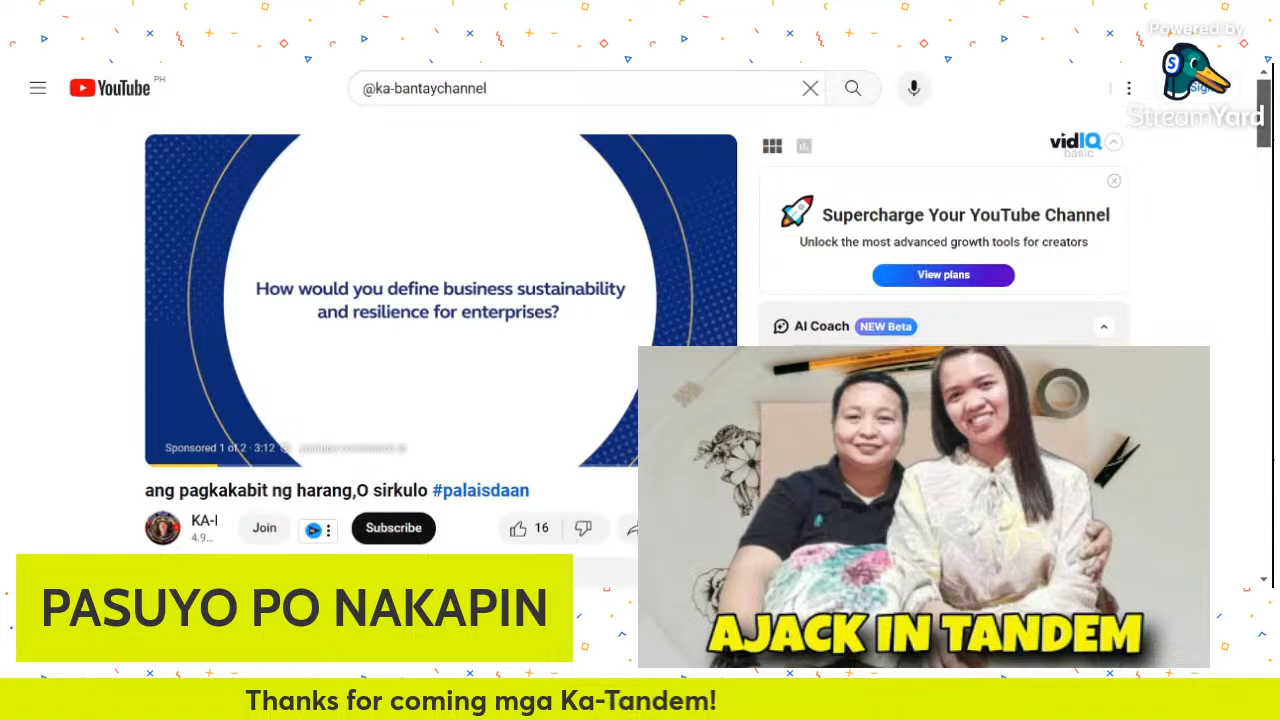 Powered by
StreamYard
YouTube PH
@ka-bantaychannel
Sign
vidIQ
basic
Supercharge Your YouTube Channel
Unlock the most advanced growth tools for creators
View plans
AI Coach NEW Beta
How would you define business sustainability
and resilience for enterprises?
Sponsored 1 of 2 · 3:12
ang pagkakabit ng harang,O sirkulo #palaisdaan
KA-I
4.9...
Join
Subscribe
16
PASUYO PO NAKAPIN
AJACK IN TANDEM
Thanks for coming mga Ka-Tandem!